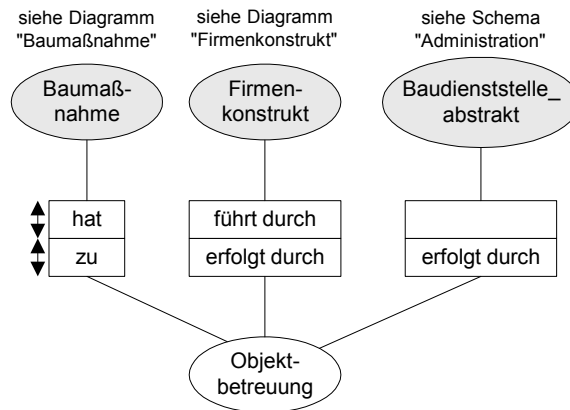 siehe Diagramm
"Baumaßnahme"
siehe Diagramm
"Firmenkonstrukt"
siehe Schema
"Administration"
Baumaß-
nahme
Firmen-
konstrukt
Baudienststelle_
abstrakt
hat
zu
führt durch
erfolgt durch
erfolgt durch
Objekt-
betreuung